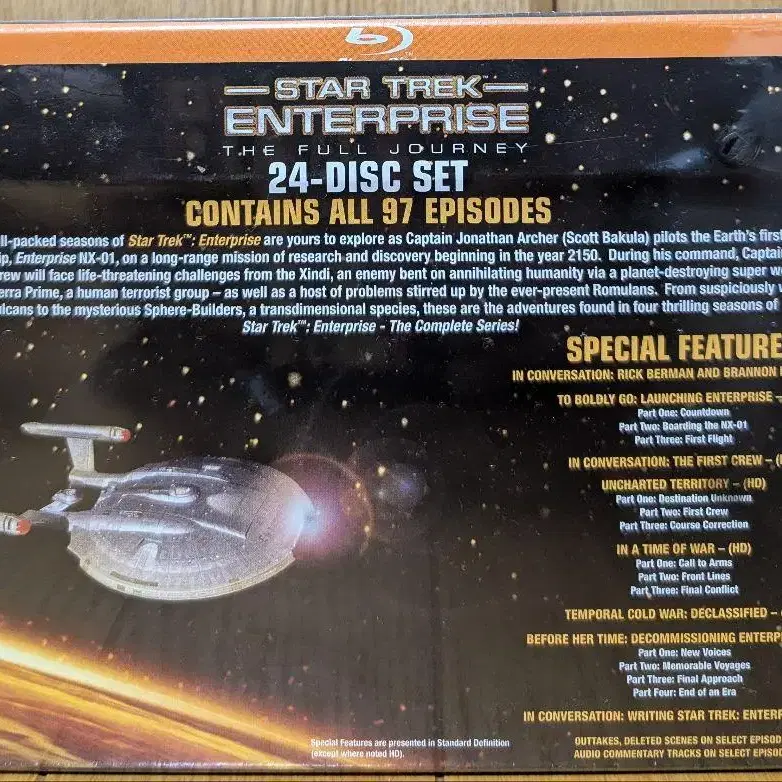 STAR TREK
ENTERPRISE
THE FULL JOURNEY
24-DISC SET
CONTAINS ALL 97 EPISODES
ll-packed seasons of Star Trek™: Enterprise are yours to explore as Captain Jonathan Archer (Scott Bakula) pilots the Earth's first
ip, Enterprise NX-01, on a long-range mission of research and discovery beginning in the year 2150. During his command, Captai
rew will face life-threatening challenges from the Xindi, an enemy bent on annihilating humanity via a planet-destroying super w
erra Prime, a human terrorist group – as well as a host of problems stirred up by the ever-present Romulans. From suspiciously w
ulcans to the mysterious Sphere-Builders, a transdimensional species, these are the adventures found in four thrilling seasons of
Star Trek™: Enterprise - The Complete Series!
SPECIAL FEATURE
IN CONVERSATION: RICK BERMAN AND BRANNON
TO BOLDLY GO: LAUNCHING ENTERPRISE –
Part One: Countdown
Part Two: Boarding the NX-01
Part Three: First Flight
IN CONVERSATION: THE FIRST CREW – (
UNCHARTED TERRITORY – (HD)
Part One: Destination Unknown
Part Two: First Crew
Part Three: Course Correction
IN A TIME OF WAR – (HD)
Part One: Call to Arms
Part Two: Front Lines
Part Three: Final Conflict
TEMPORAL COLD WAR: DECLASSIFIED –
BEFORE HER TIME: DECOMMISSIONING ENTERP
Part One: New Voices
Part Two: Memorable Voyages
Part Three: Final Approach
Part Four: End of an Era
IN CONVERSATION: WRITING STAR TREK: ENTERP
OUTTAKES, DELETED SCENES ON SELECT EPISOD
AUDIO COMMENTARY TRACKS ON SELECT EPISOD
Special Features are presented in Standard Definition
(except where noted HD).